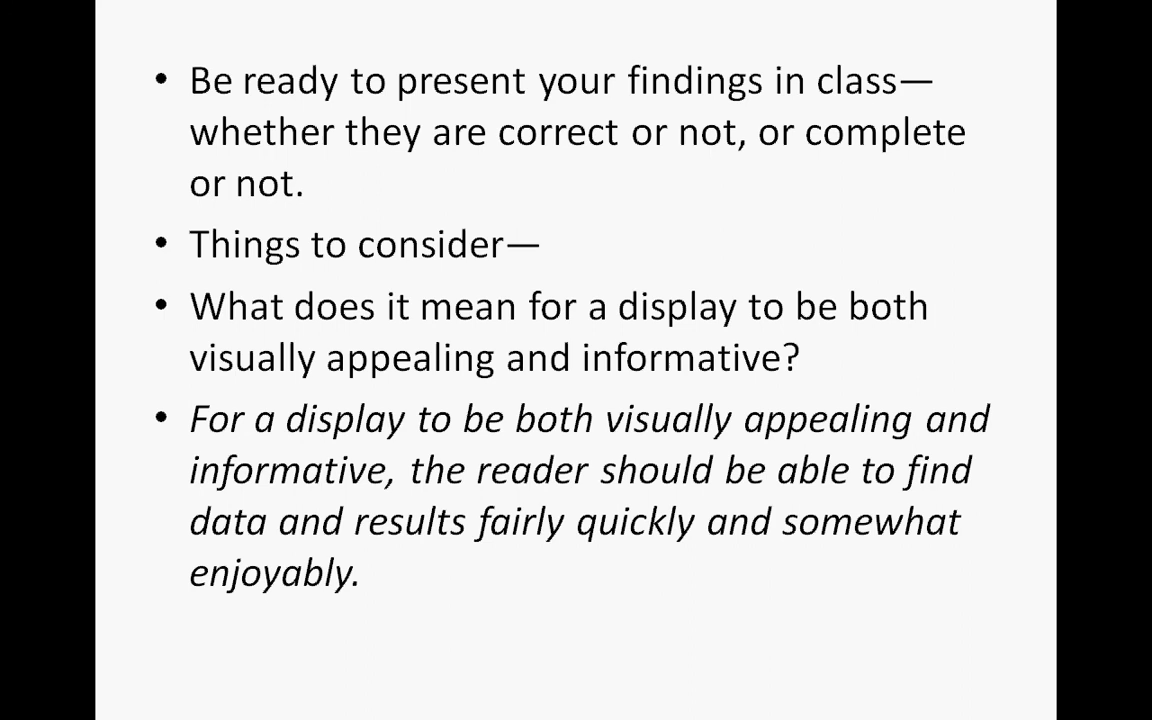 • Be ready to present your findings in class—
whether they are correct or not, or complete
or not.
• Things to consider—
• What does it mean for a display to be both
visually appealing and informative?
• For a display to be both visually appealing and
informative, the reader should be able to find
data and results fairly quickly and somewhat
enjoyably.